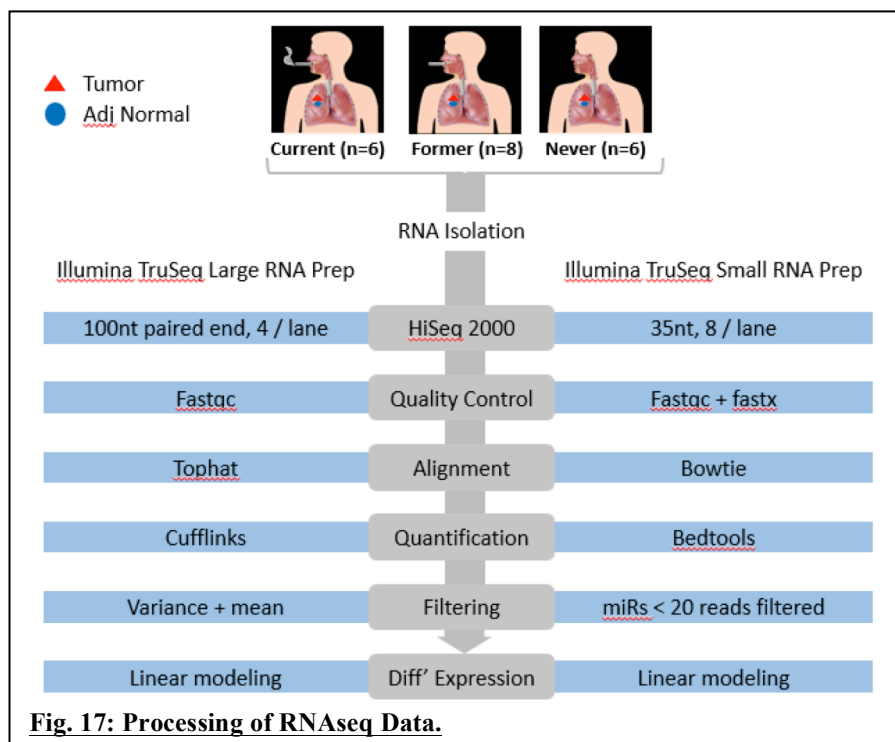 Tumor
Adj Normal
Current (n=6) Former (n=8) Never (n=6)
RNA Isolation
Illumina TruSeq Large RNA Prep Illumina TruSeq Small RNA Prep
100nt paired end, 4 / lane HiSeq 2000 35nt, 8 / lane
Fastqc Quality Control Fastqc + fastx
Tophat Alignment Bowtie
Cufflinks Quantification Bedtools
Variance + mean Filtering miRs < 20 reads filtered
Linear modeling Diff' Expression Linear modeling
Fig. 17: Processing of RNAseq Data.